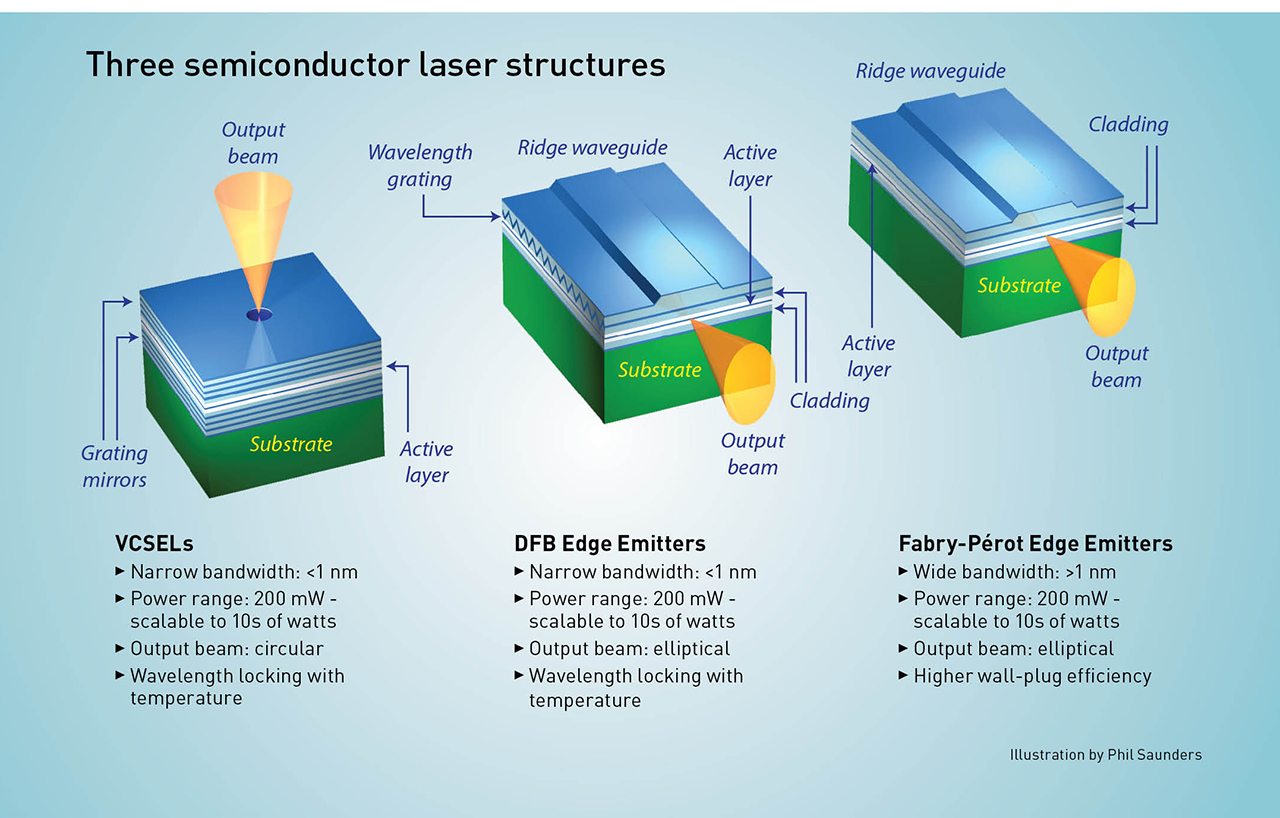 Three semiconductor laser structures
Output
beam
Grating
mirrors
Substrate
Active
layer
Wavelength
grating
Ridge waveguide
Active
layer
Substrate
Cladding
Output
beam
Ridge waveguide
Cladding
Substrate
Active
layer
Output
beam
VCSELs
▸ Narrow bandwidth: <1 nm
▸ Power range: 200 mW -
scalable to 10s of watts
▸ Output beam: circular
▸ Wavelength locking with
temperature
DFB Edge Emitters
▸ Narrow bandwidth: <1 nm
▸ Power range: 200 mW -
scalable to 10s of watts
▸ Output beam: elliptical
▸ Wavelength locking with
temperature
Fabry-Pérot Edge Emitters
▸ Wide bandwidth: >1 nm
▸ Power range: 200 mW -
scalable to 10s of watts
▸ Output beam: elliptical
▸ Higher wall-plug efficiency
Illustration by Phil Saunders